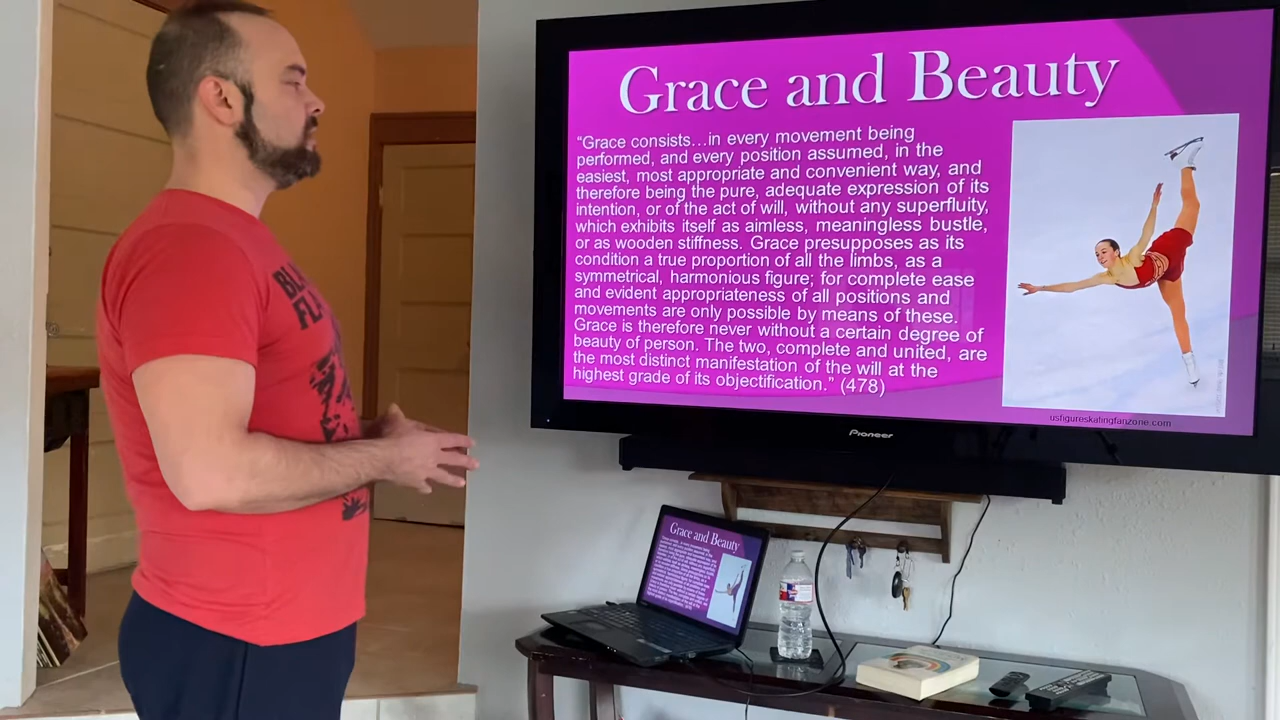 Grace and Beauty
“Grace consists…in every movement being
performed, and every position assumed, in the
easiest, most appropriate and convenient way, and
therefore being the pure, adequate expression of its
intention, or of the act of will, without any superfluity,
which exhibits itself as aimless, meaningless bustle,
or as wooden stiffness. Grace presupposes as its
condition a true proportion of all the limbs, as a
symmetrical, harmonious figure; for complete ease
and evident appropriateness of all positions and
movements are only possible by means of these.
Grace is therefore never without a certain degree of
beauty of person. The two, complete and united, are
the most distinct manifestation of the will at the
highest grade of its objectification.” (478)
usfigureskatingfanzone.com
Pioneer
Grace and Beauty